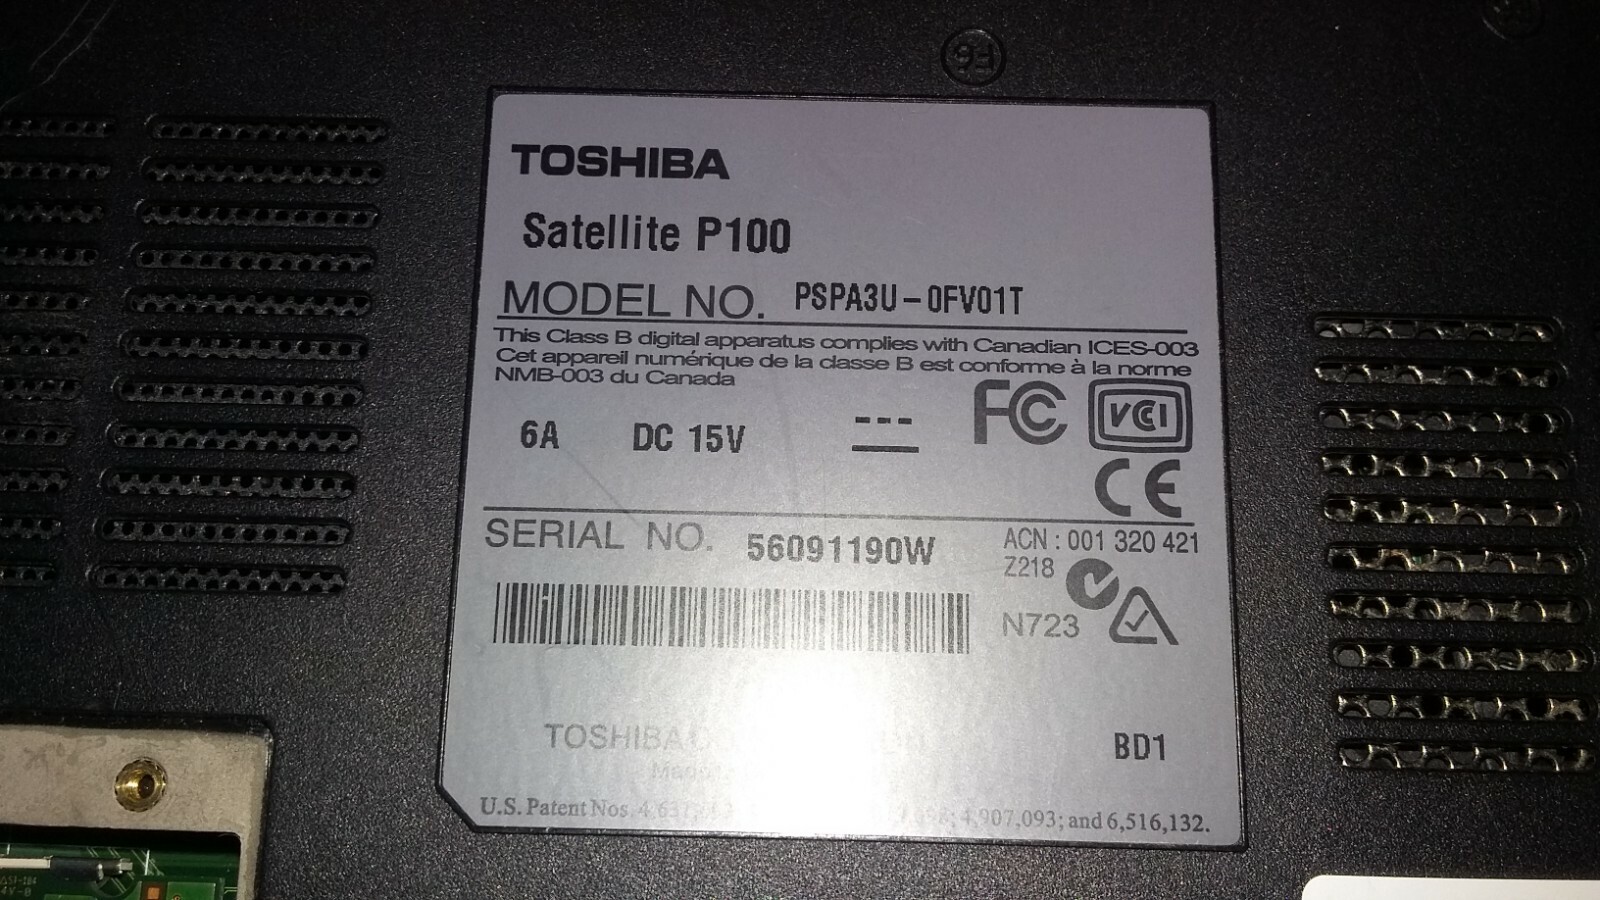 F6
TOSHIBA
Satellite P100
MODEL NO. PSPA3U-0FV01T
This Class B digital apparatus complies with Canadian ICES-003
Cet appareil numérique de la classe B est conforme à la norme
NMB-003 du Canada
6A DC 15V
FC VCI
CE
SERIAL NO. 56091190W
ACN : 001 320 421
Z218
N723
TOSHIBA
BD1
U.S. Patent Nos. 4,907,093; and 6,516,132.